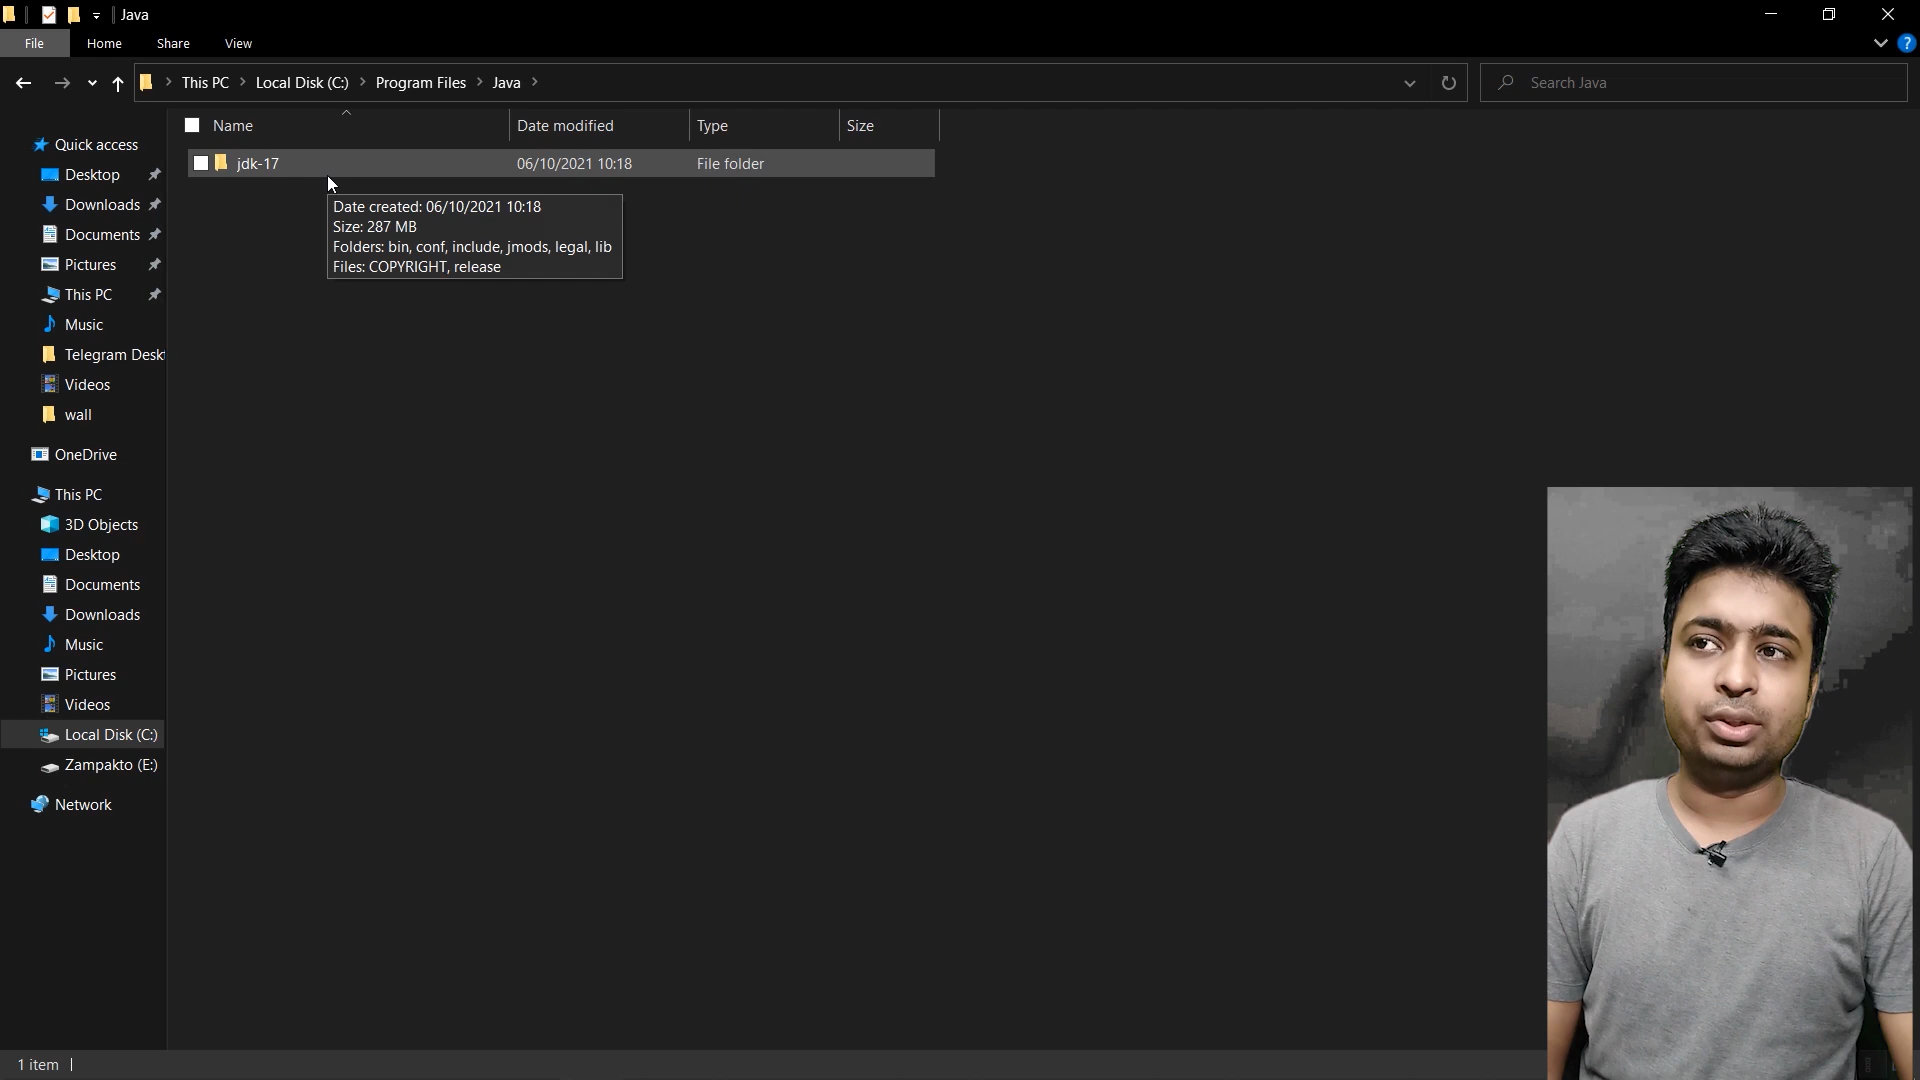 Java
File
Home
Share
View
This PC
Local Disk (C:)
Program Files
Java
Search Java
Name
Date modified
Type
Size
jdk-17
06/10/2021 10:18
File folder
Date created: 06/10/2021 10:18
Size: 287 MB
Folders: bin, conf, include, jmods, legal, lib
Files: COPYRIGHT, release
Quick access
Desktop
Downloads
Documents
Pictures
This PC
Music
Telegram Desk
Videos
wall
OneDrive
This PC
3D Objects
Desktop
Documents
Downloads
Music
Pictures
Videos
Local Disk (C:)
Zampakto (E:)
Network
1 item